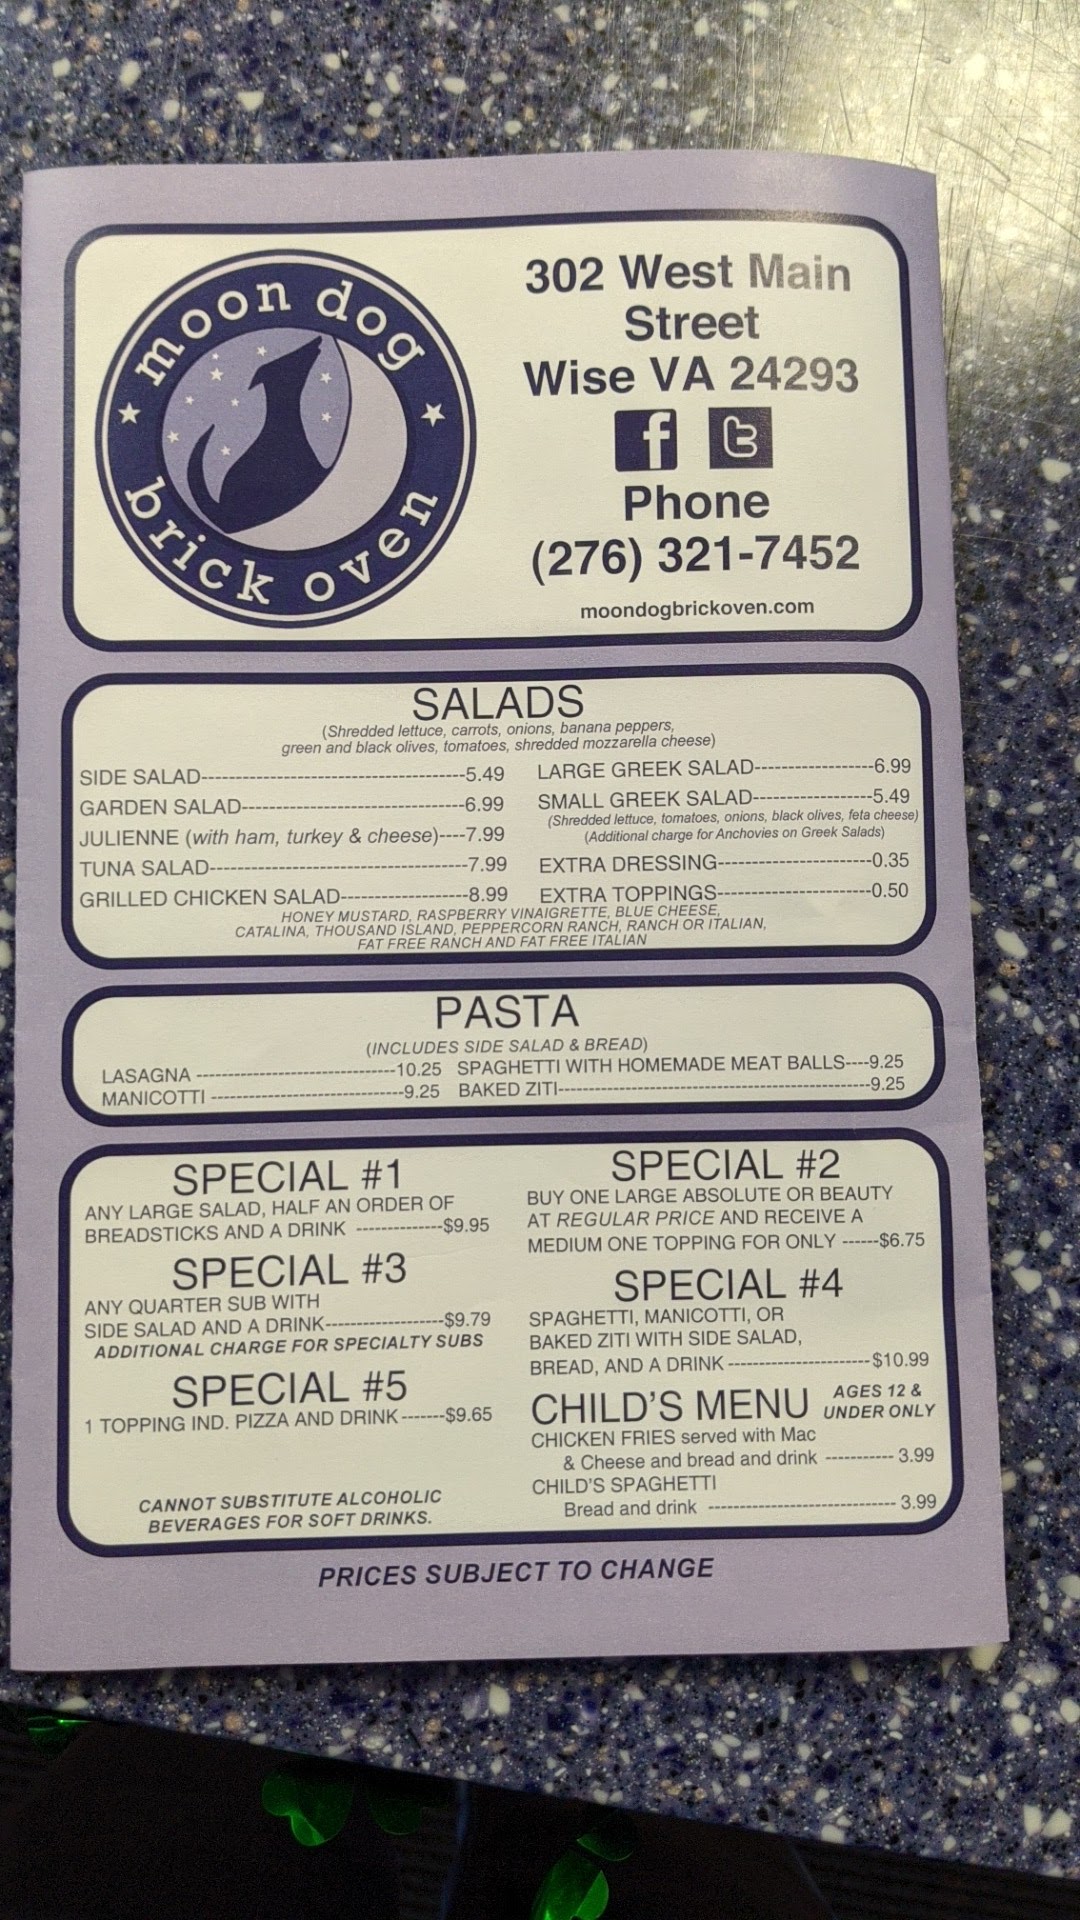 moon dog
brick oven
302 West Main
Street
Wise VA 24293
f t
Phone
(276) 321-7452
moondogbrickoven.com
SALADS
(Shredded lettuce, carrots, onions, banana peppers,
green and black olives, tomatoes, shredded mozzarella cheese)
SIDE SALAD--------------------------------------5.49
GARDEN SALAD--------------------------------6.99
JULIENNE (with ham, turkey & cheese)----7.99
TUNA SALAD-------------------------------------7.99
GRILLED CHICKEN SALAD-------------------8.99
LARGE GREEK SALAD-----------------6.99
SMALL GREEK SALAD-----------------5.49
(Shredded lettuce, tomatoes, onions, black olives, feta cheese)
(Additional charge for Anchovies on Greek Salads)
EXTRA DRESSING----------------------0.35
EXTRA TOPPINGS----------------------0.50
HONEY MUSTARD, RASPBERRY VINAIGRETTE, BLUE CHEESE,
CATALINA, THOUSAND ISLAND, PEPPERCORN RANCH, RANCH OR ITALIAN,
FAT FREE RANCH AND FAT FREE ITALIAN
PASTA
(INCLUDES SIDE SALAD & BREAD)
LASAGNA -----------------------------10.25 SPAGHETTI WITH HOMEMADE MEAT BALLS----9.25
MANICOTTI ----------------------------9.25 BAKED ZITI----------------------------------------------9.25
SPECIAL #1
ANY LARGE SALAD, HALF AN ORDER OF
BREADSTICKS AND A DRINK --------------$9.95
SPECIAL #3
ANY QUARTER SUB WITH
SIDE SALAD AND A DRINK-------------------$9.79
ADDITIONAL CHARGE FOR SPECIALTY SUBS
SPECIAL #5
1 TOPPING IND. PIZZA AND DRINK-------$9.65
CANNOT SUBSTITUTE ALCOHOLIC
BEVERAGES FOR SOFT DRINKS.
SPECIAL #2
BUY ONE LARGE ABSOLUTE OR BEAUTY
AT REGULAR PRICE AND RECEIVE A
MEDIUM ONE TOPPING FOR ONLY ------$6.75
SPECIAL #4
SPAGHETTI, MANICOTTI, OR
BAKED ZITI WITH SIDE SALAD,
BREAD, AND A DRINK -----------------------$10.99
CHILD'S MENU AGES 12 &
UNDER ONLY
CHICKEN FRIES served with Mac
& Cheese and bread and drink ----------- 3.99
CHILD'S SPAGHETTI
Bread and drink ------------------------------ 3.99
PRICES SUBJECT TO CHANGE